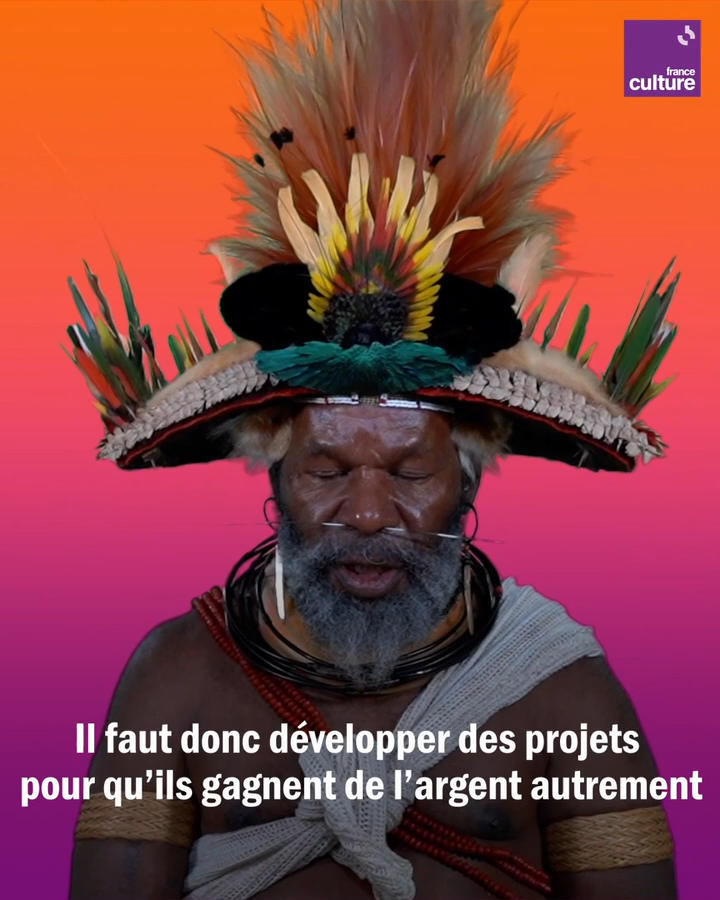 france
culture
Il faut donc développer des projets
pour qu’ils gagnent de l’argent autrement